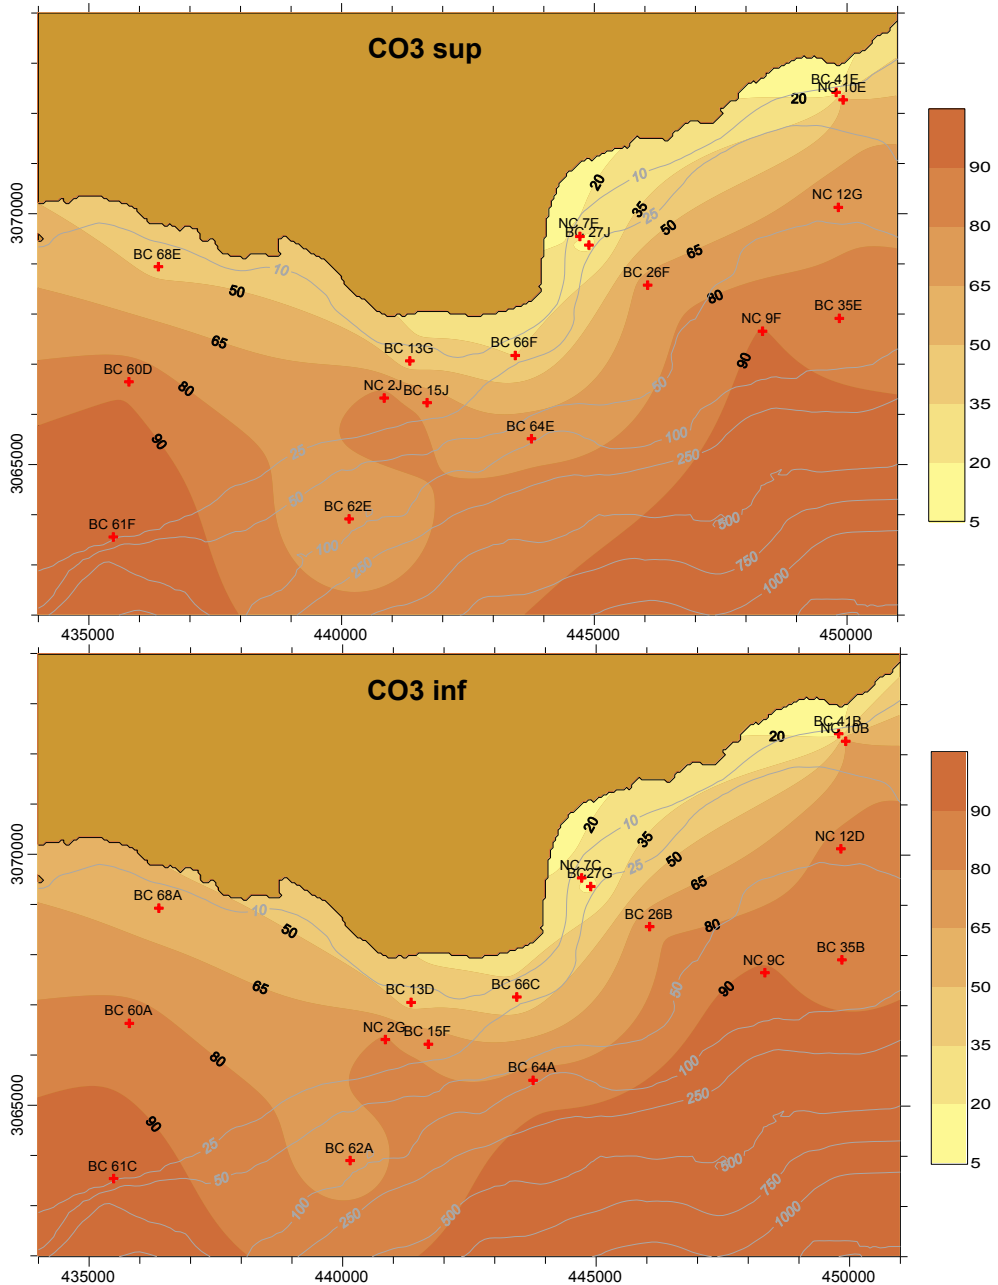 CO3 sup
BC 41E
NC 10E
20
90
10
20
NC 12G
35
25
3070000
NC 7E
BC 27J
50
80
BC 68E
65
10
BC 26F
50
80
65
BC 35E
NC 9F
65
BC 13G
BC 66F
50
90
BC 60D
80
NC 2J
BC 15J
50
35
BC 64E
100
90
25
250
20
3065000
50
BC 62E
500
5
BC 61F
100
250
750
1000
435000
440000
445000
450000
CO3 inf
BC 41B
NC 10B
20
90
20
10
35
NC 12D
3070000
25
50
80
NC 7C
BC 27G
65
BC 68A
10
BC 26B
80
65
50
BC 35B
NC 9C
65
BC 13D
BC 66C
50
90
50
BC 60A
NC 2G
BC 15F
35
80
BC 64A
100
250
20
3065000
90
25
BC 62A
500
5
BC 61C
50
100
250
500
750
1000
435000
440000
445000
450000